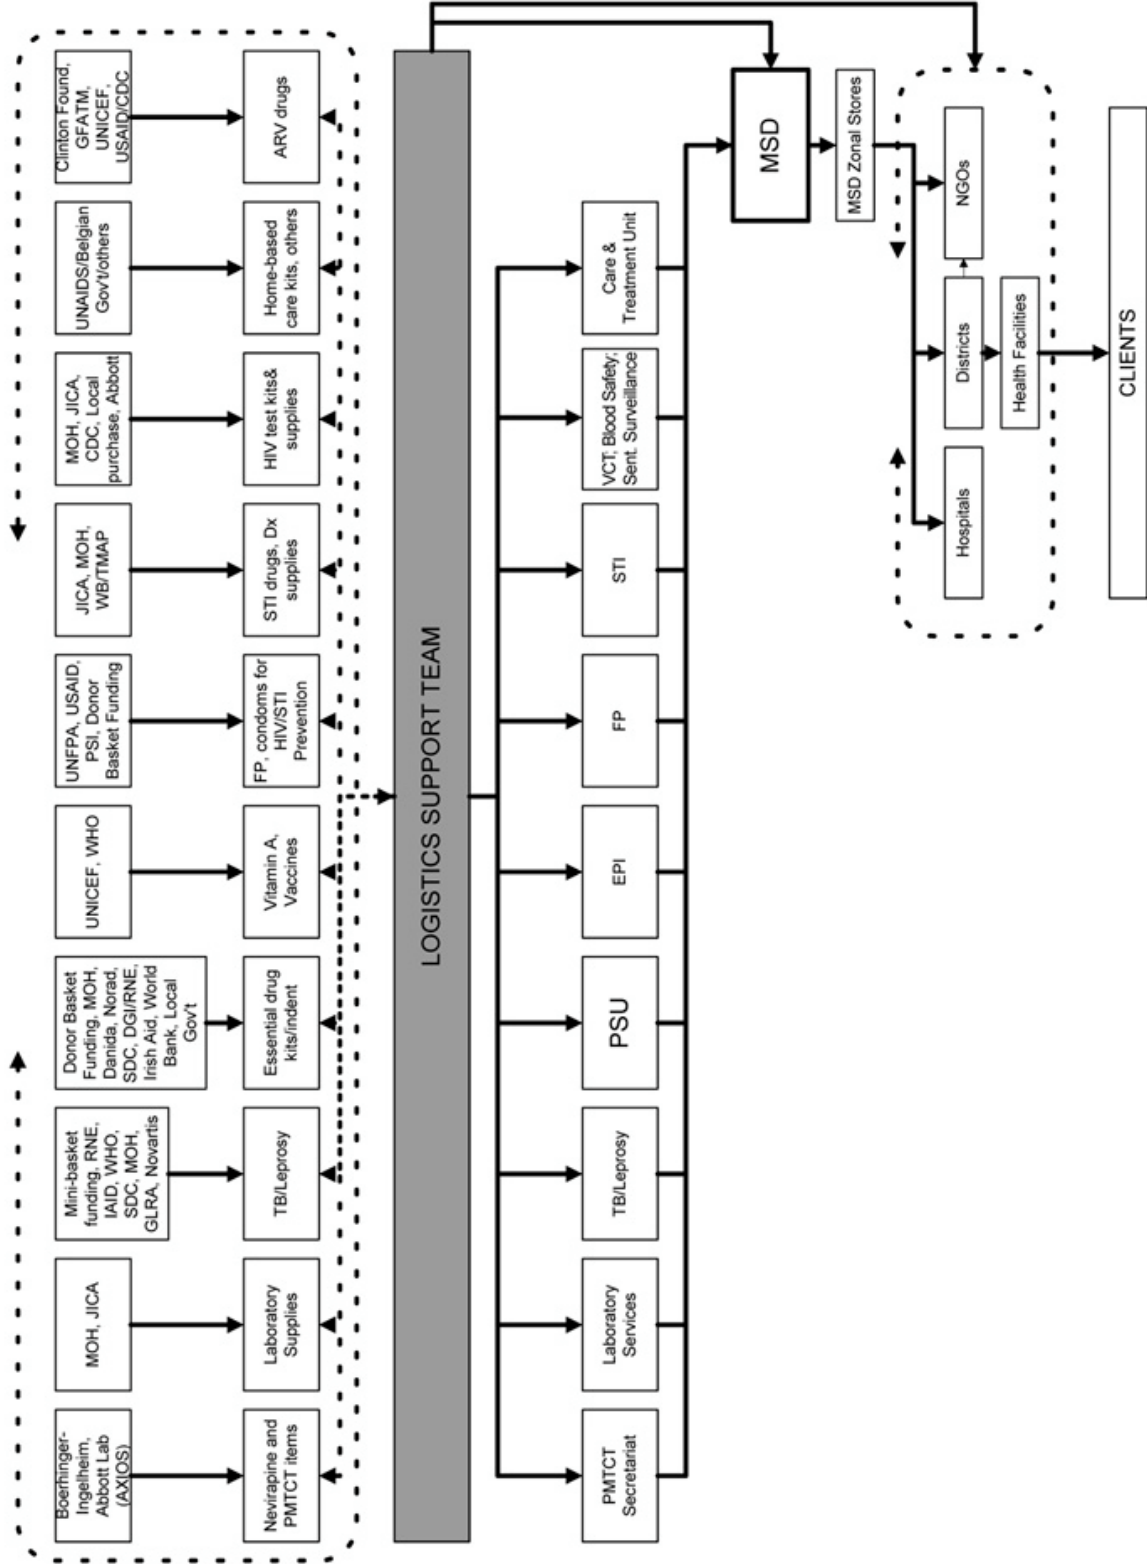 Boerhinger-
Ingelheim,
Abbott Lab
(AXIOS)
MOH, JICA
Mini-basket
funding, RNE,
IAID, WHO,
SDC, MOH,
GLRA, Novartis
Donor Basket
Funding, MOH,
Danida, Norad,
SDC, DGI/RNE,
Irish Aid, World
Bank, Local
Gov't
UNICEF, WHO
UNFPA, USAID,
PSI, Donor
Basket Funding
JICA, MOH,
WB/TMAP
MOH, JICA,
CDC, Local
purchase, Abbott
UNAIDS/Belgian
Gov't/others
Clinton Found,
GFATM,
UNICEF,
USAID/CDC
Nevirapine and
PMTCT items
Laboratory
Supplies
TB/Leprosy
Essential drug
kits/indent
Vitamin A,
Vaccines
FP, condoms for
HIV/STI
Prevention
STI drugs, Dx
supplies
HIV test kits&
supplies
Home-based
care kits, others
ARV drugs
LOGISTICS SUPPORT TEAM
PMTCT
Secretariat
Laboratory
Services
TB/Leprosy
PSU
EPI
FP
STI
VCT; Blood Safety;
Sent. Surveillance
Care &
Treatment Unit
MSD
MSD Zonal Stores
Hospitals
Districts
NGOs
Health Facilities
CLIENTS